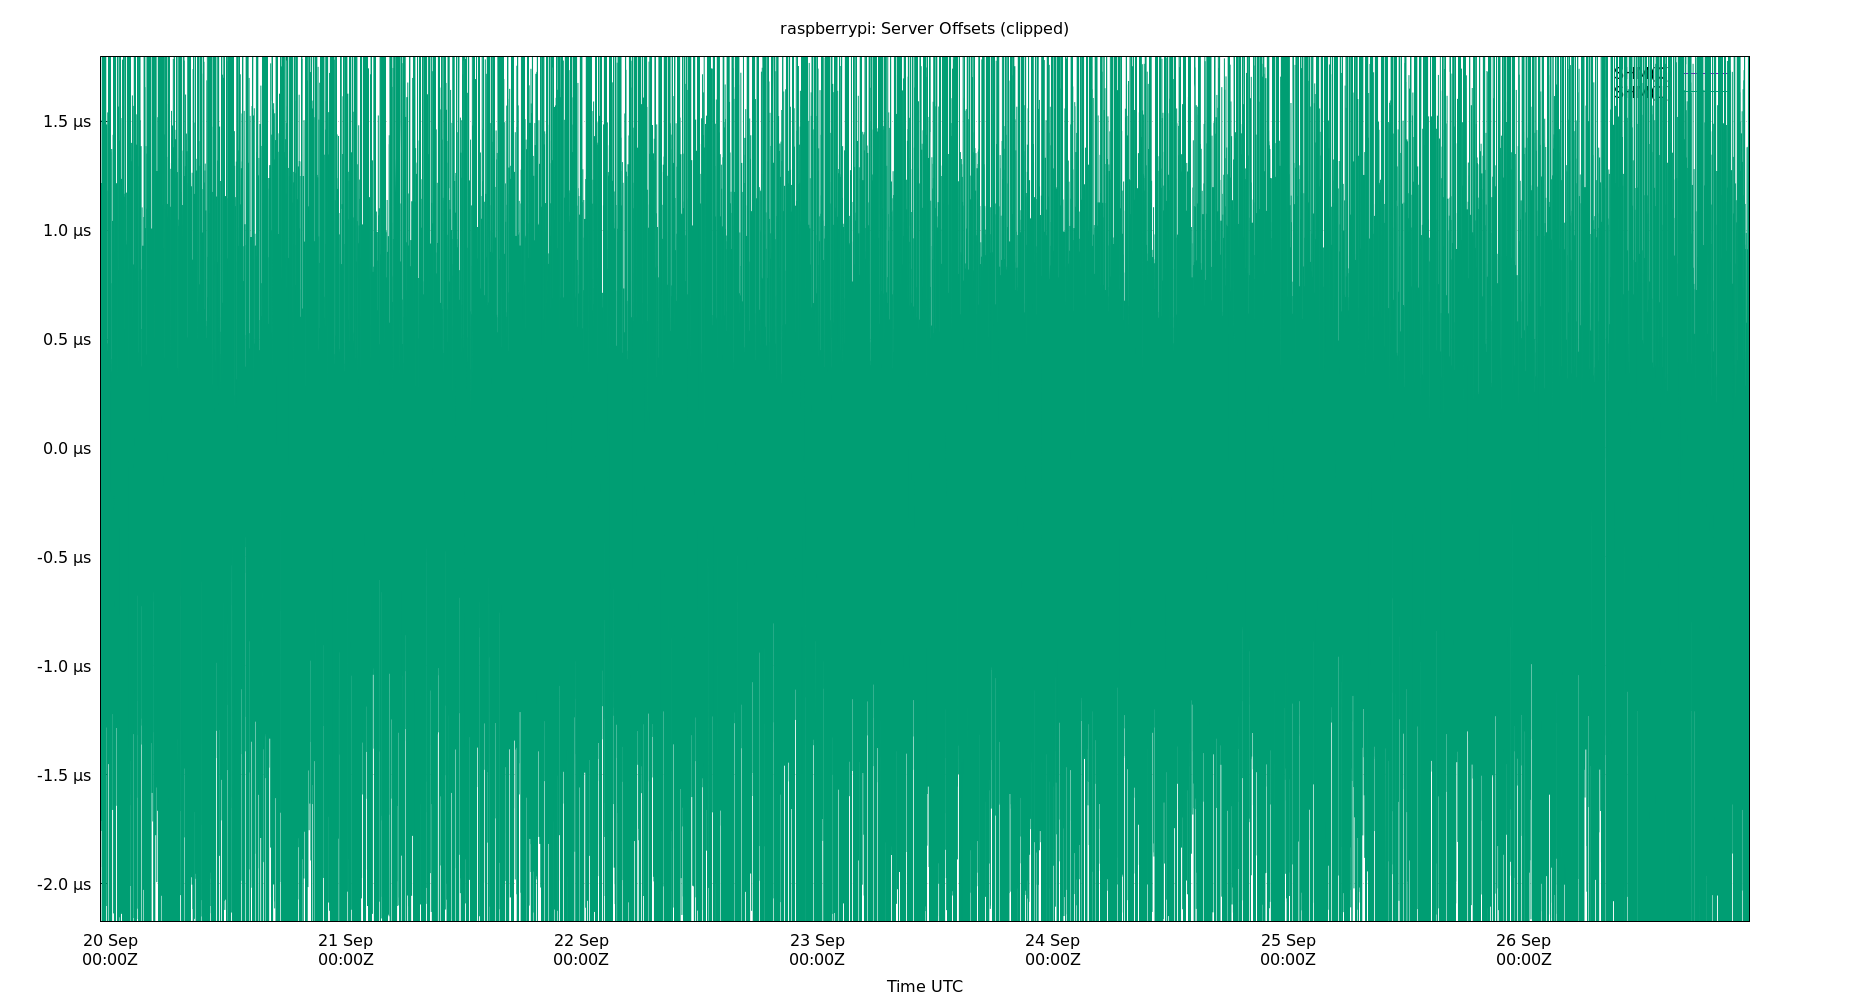 raspberrypi: Server Offsets (clipped)
1.5 µs
1.0 µs
0.5 µs
0.0 µs
-0.5 µs
-1.0 µs
-1.5 µs
-2.0 µs
20 Sep 21 Sep 22 Sep 23 Sep 24 Sep 25 Sep 26 Sep
00:00Z 00:00Z 00:00Z 00:00Z 00:00Z 00:00Z 00:00Z
Time UTC